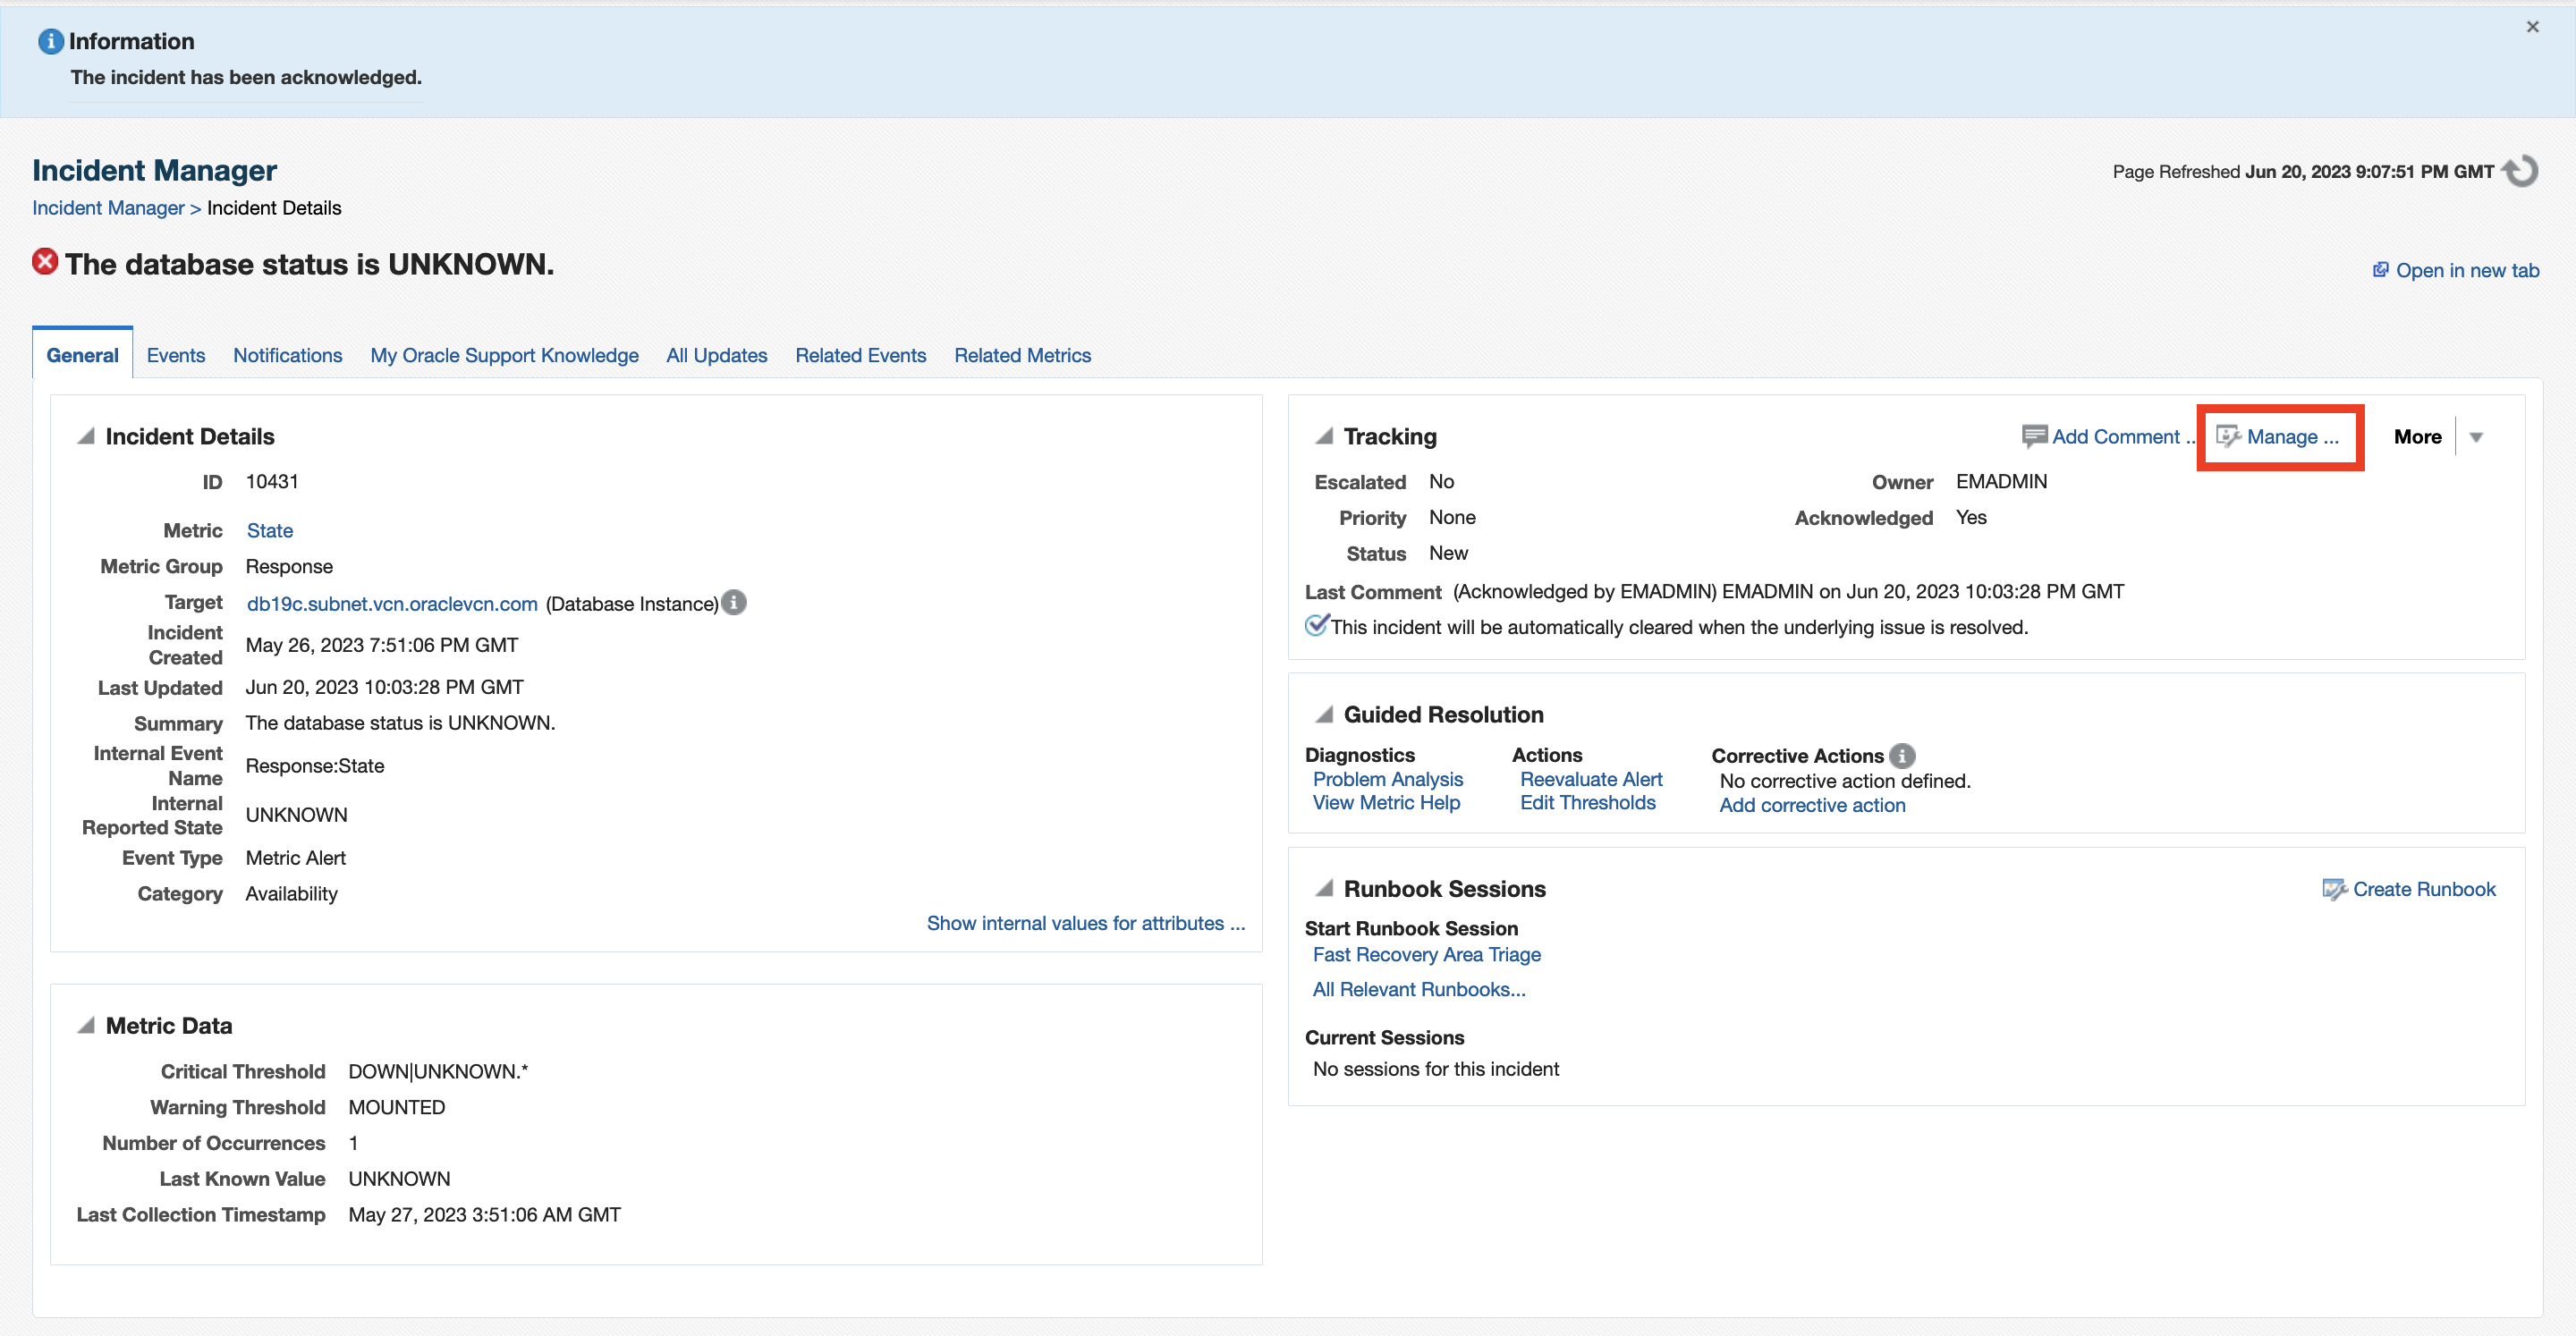 Information
The incident has been acknowledged.
×
Incident Manager
Page Refreshed Jun 20, 2023 9:07:51 PM GMT
Incident Manager > Incident Details
The database status is UNKNOWN.
Open in new tab
General Events Notifications My Oracle Support Knowledge All Updates Related Events Related Metrics
Incident Details
ID 10431
Metric State
Metric Group Response
Target db19c.subnet.vcn.oraclevcn.com (Database Instance)
Incident Created May 26, 2023 7:51:06 PM GMT
Last Updated Jun 20, 2023 10:03:28 PM GMT
Summary The database status is UNKNOWN.
Internal Event Name Response:State
Internal Reported State UNKNOWN
Event Type Metric Alert
Category Availability
Show internal values for attributes ...
Metric Data
Critical Threshold DOWN|UNKNOWN.*
Warning Threshold MOUNTED
Number of Occurrences 1
Last Known Value UNKNOWN
Last Collection Timestamp May 27, 2023 3:51:06 AM GMT
Tracking
Add Comment .. Manage ... More
Escalated No Owner EMADMIN
Priority None Acknowledged Yes
Status New
Last Comment (Acknowledged by EMADMIN) EMADMIN on Jun 20, 2023 10:03:28 PM GMT
This incident will be automatically cleared when the underlying issue is resolved.
Guided Resolution
Diagnostics Actions Corrective Actions
Problem Analysis Reevaluate Alert No corrective action defined.
View Metric Help Edit Thresholds Add corrective action
Runbook Sessions
Create Runbook
Start Runbook Session
Fast Recovery Area Triage
All Relevant Runbooks...
Current Sessions
No sessions for this incident